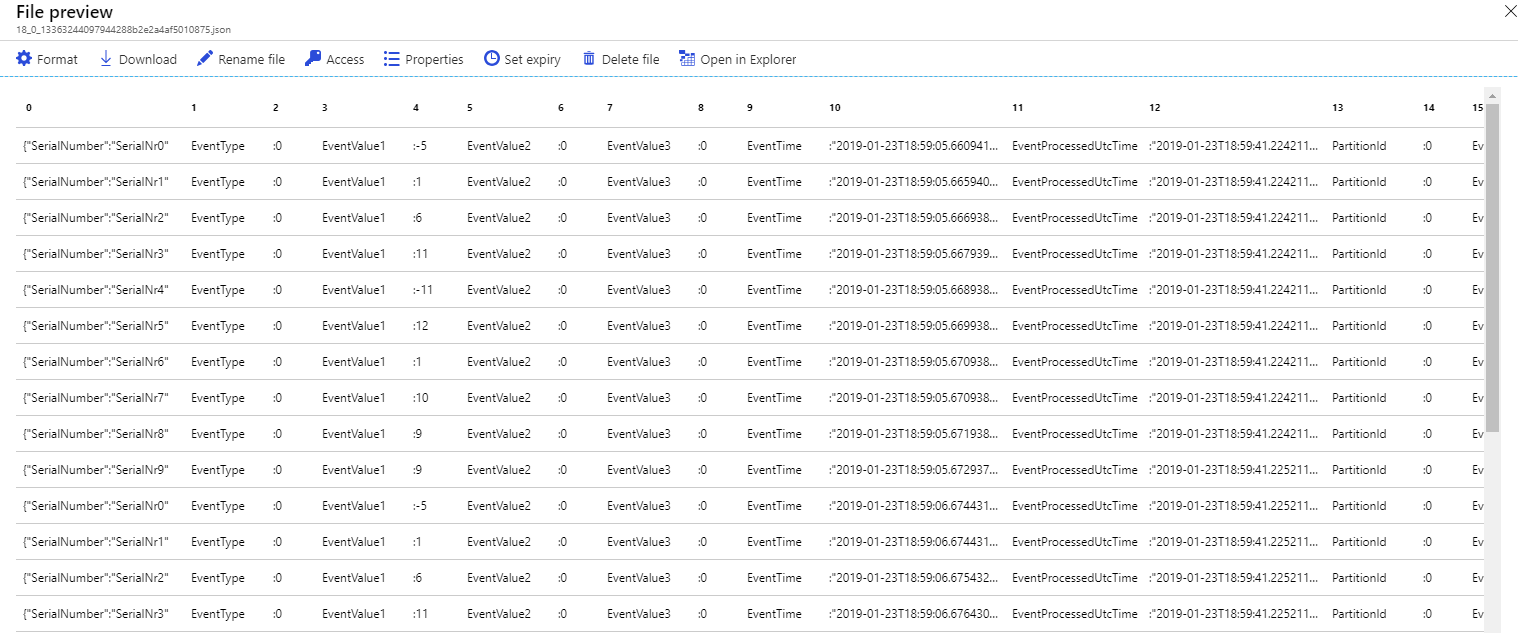 File preview
18_0_13363244097944288b2e2a4af5010875.json
Format Download Rename file Access Properties Set expiry Delete file Open in Explorer
0 1 2 3 4 5 6 7 8 9 10 11 12 13 14 15
{"SerialNumber":"SerialNr0" EventType :0 EventValue1 :-5 EventValue2 :0 EventValue3 :0 EventTime :"2019-01-23T18:59:05.660941... EventProcessedUtcTime :"2019-01-23T18:59:41.224211... PartitionId :0 Ev
{"SerialNumber":"SerialNr1" EventType :0 EventValue1 :1 EventValue2 :0 EventValue3 :0 EventTime :"2019-01-23T18:59:05.665940... EventProcessedUtcTime :"2019-01-23T18:59:41.224211... PartitionId :0 Ev
{"SerialNumber":"SerialNr2" EventType :0 EventValue1 :6 EventValue2 :0 EventValue3 :0 EventTime :"2019-01-23T18:59:05.666938... EventProcessedUtcTime :"2019-01-23T18:59:41.224211... PartitionId :0 Ev
{"SerialNumber":"SerialNr3" EventType :0 EventValue1 :11 EventValue2 :0 EventValue3 :0 EventTime :"2019-01-23T18:59:05.667939... EventProcessedUtcTime :"2019-01-23T18:59:41.224211... PartitionId :0 Ev
{"SerialNumber":"SerialNr4" EventType :0 EventValue1 :-11 EventValue2 :0 EventValue3 :0 EventTime :"2019-01-23T18:59:05.668938... EventProcessedUtcTime :"2019-01-23T18:59:41.224211... PartitionId :0 Ev
{"SerialNumber":"SerialNr5" EventType :0 EventValue1 :12 EventValue2 :0 EventValue3 :0 EventTime :"2019-01-23T18:59:05.669938... EventProcessedUtcTime :"2019-01-23T18:59:41.224211... PartitionId :0 Ev
{"SerialNumber":"SerialNr6" EventType :0 EventValue1 :1 EventValue2 :0 EventValue3 :0 EventTime :"2019-01-23T18:59:05.670938... EventProcessedUtcTime :"2019-01-23T18:59:41.224211... PartitionId :0 Ev
{"SerialNumber":"SerialNr7" EventType :0 EventValue1 :10 EventValue2 :0 EventValue3 :0 EventTime :"2019-01-23T18:59:05.670938... EventProcessedUtcTime :"2019-01-23T18:59:41.224211... PartitionId :0 Ev
{"SerialNumber":"SerialNr8" EventType :0 EventValue1 :9 EventValue2 :0 EventValue3 :0 EventTime :"2019-01-23T18:59:05.671938... EventProcessedUtcTime :"2019-01-23T18:59:41.224211... PartitionId :0 Ev
{"SerialNumber":"SerialNr9" EventType :0 EventValue1 :9 EventValue2 :0 EventValue3 :0 EventTime :"2019-01-23T18:59:05.672937... EventProcessedUtcTime :"2019-01-23T18:59:41.225211... PartitionId :0 Ev
{"SerialNumber":"SerialNr0" EventType :0 EventValue1 :-5 EventValue2 :0 EventValue3 :0 EventTime :"2019-01-23T18:59:06.674431... EventProcessedUtcTime :"2019-01-23T18:59:41.225211... PartitionId :0 Ev
{"SerialNumber":"SerialNr1" EventType :0 EventValue1 :1 EventValue2 :0 EventValue3 :0 EventTime :"2019-01-23T18:59:06.674431... EventProcessedUtcTime :"2019-01-23T18:59:41.225211... PartitionId :0 Ev
{"SerialNumber":"SerialNr2" EventType :0 EventValue1 :6 EventValue2 :0 EventValue3 :0 EventTime :"2019-01-23T18:59:06.675432... EventProcessedUtcTime :"2019-01-23T18:59:41.225211... PartitionId :0 Ev
{"SerialNumber":"SerialNr3" EventType :0 EventValue1 :11 EventValue2 :0 EventValue3 :0 EventTime :"2019-01-23T18:59:06.676430... EventProcessedUtcTime :"2019-01-23T18:59:41.225211... PartitionId :0 Ev